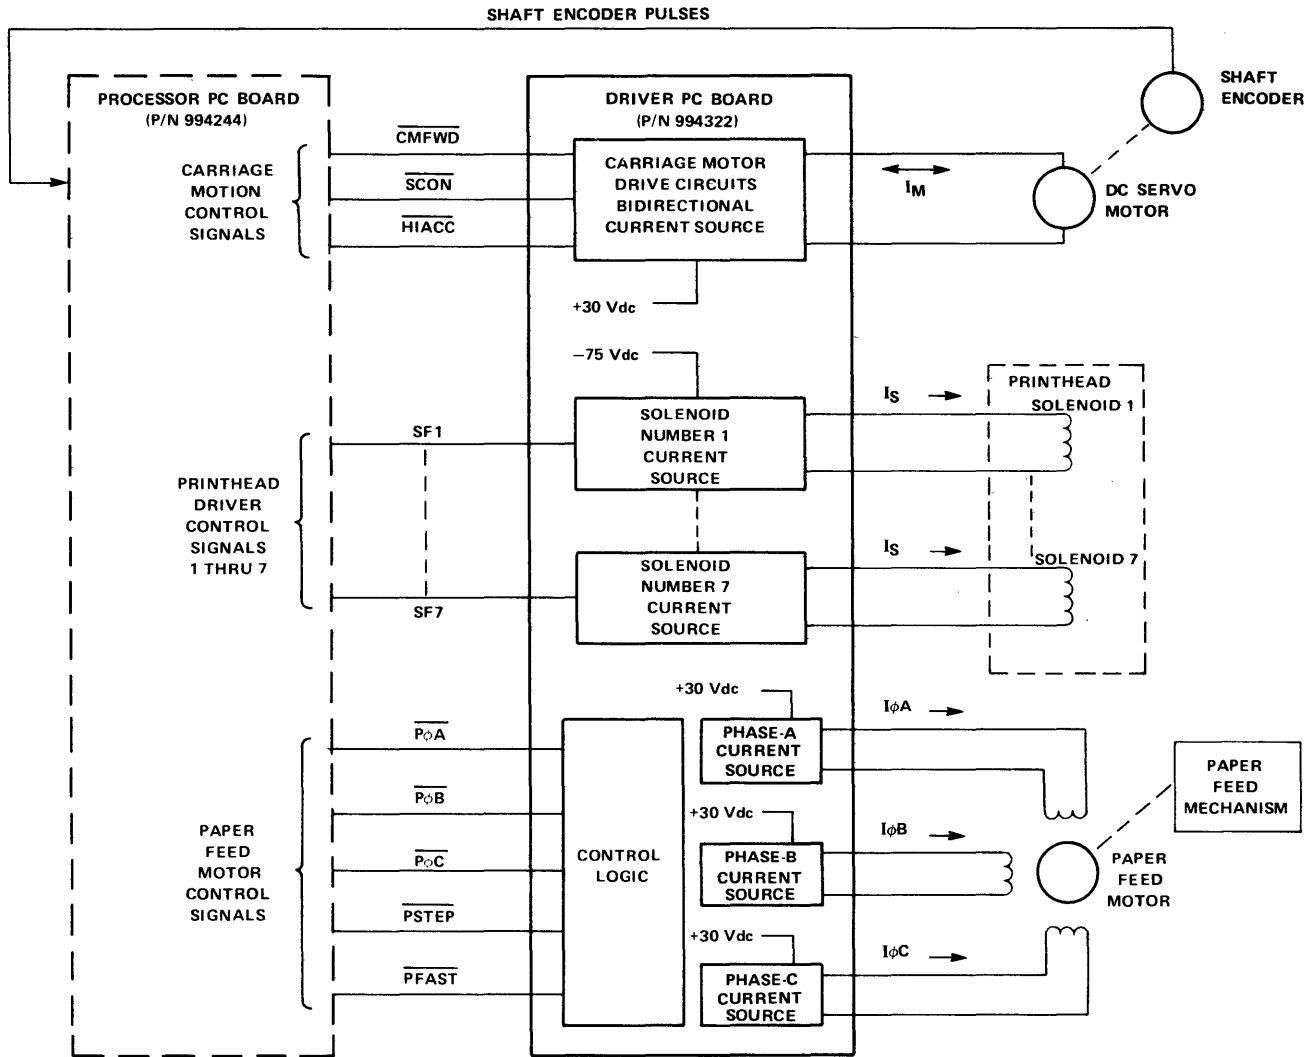 SHAFT ENCODER PULSES
PROCESSOR PC BOARD
(P/N 994244)
DRIVER PC BOARD
(P/N 994322)
SHAFT
ENCODER
CARRIAGE
MOTION
CONTROL
SIGNALS
CMFWD
SCON
HIACC
CARRIAGE MOTOR
DRIVE CIRCUITS
BIDIRECTIONAL
CURRENT SOURCE
IM
DC SERVO
MOTOR
+30 Vdc
−75 Vdc
PRINTHEAD
DRIVER
CONTROL
SIGNALS
1 THRU 7
SF1
SF7
SOLENOID
NUMBER 1
CURRENT
SOURCE
IS
PRINTHEAD
SOLENOID 1
SOLENOID
NUMBER 7
CURRENT
SOURCE
IS
SOLENOID 7
PAPER
FEED
MOTOR
CONTROL
SIGNALS
PϕA
PϕB
PϕC
PSTEP
PFAST
CONTROL
LOGIC
+30 Vdc
PHASE-A
CURRENT
SOURCE
IϕA
+30 Vdc
PHASE-B
CURRENT
SOURCE
IϕB
+30 Vdc
PHASE-C
CURRENT
SOURCE
IϕC
PAPER
FEED
MOTOR
PAPER
FEED
MECHANISM